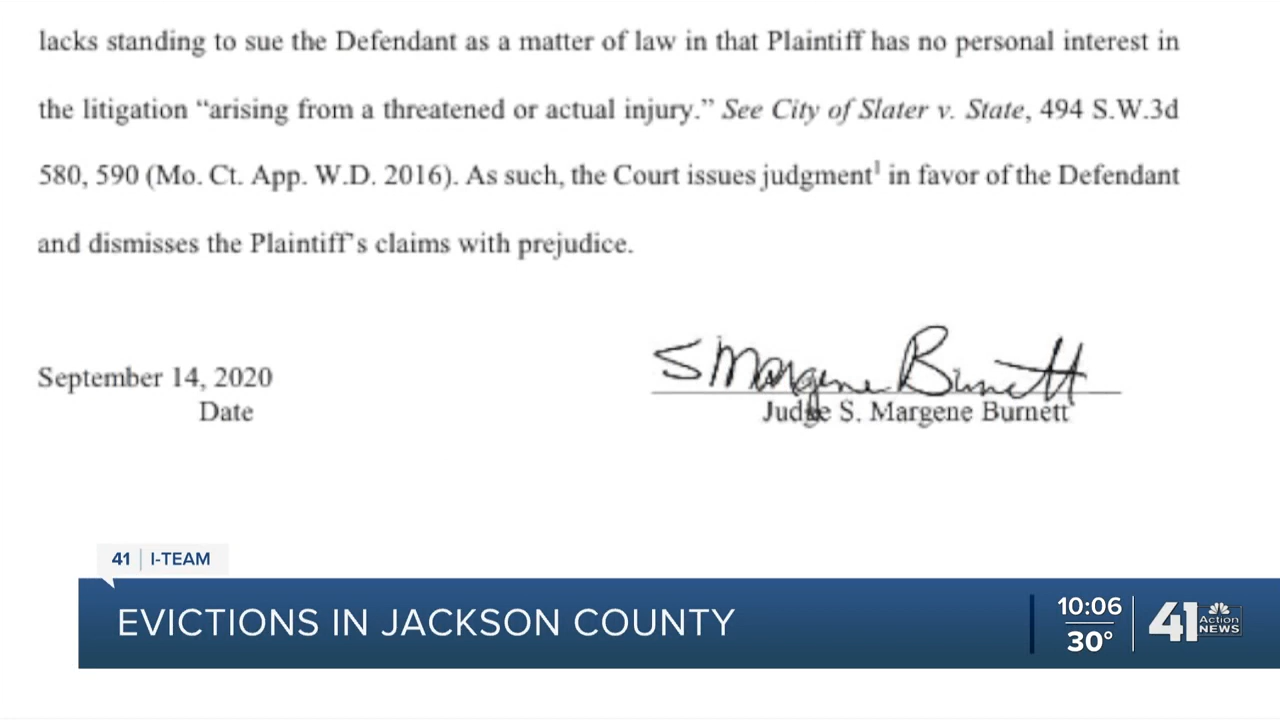 lacks standing to sue the Defendant as a matter of law in that Plaintiff has no personal interest in
the litigation “arising from a threatened or actual injury.” See City of Slater v. State, 494 S.W.3d
580, 590 (Mo. Ct. App. W.D. 2016). As such, the Court issues judgment¹ in favor of the Defendant
and dismisses the Plaintiff's claims with prejudice.
S Margene Burnett
September 14, 2020
Date
Judge S. Margene Burnett
41 | I-TEAM
EVICTIONS IN JACKSON COUNTY
10:06
30°
41 Action NEWS